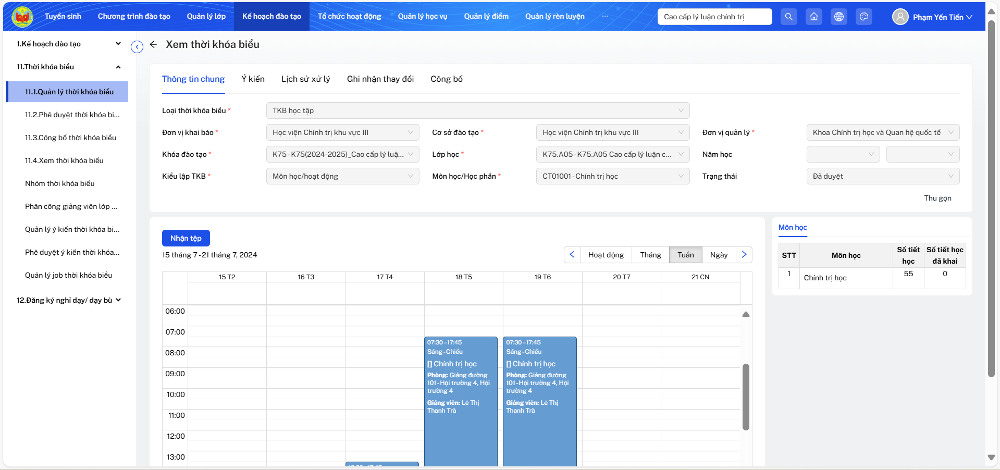 Tuyển sinh
Chương trình đào tạo
Quản lý lớp
Kế hoạch đào tạo
Tổ chức hoạt động
Quản lý học vụ
Quản lý điểm
Quản lý rèn luyện
...
Cao cấp lý luận chính trị
Phạm Yến Tiến
1.Kế hoạch đào tạo
11.Thời khóa biểu
11.1.Quản lý thời khóa biểu
11.2.Phê duyệt thời khóa bi...
11.3.Công bố thời khóa biểu
11.4.Xem thời khóa biểu
Nhóm thời khóa biểu
Phân công giảng viên lớp ...
Quản lý ý kiến thời khóa bi...
Phê duyệt ý kiến thời khóa...
Quản lý job thời khóa biểu
12.Đăng ký nghỉ dạy/ dạy bù
Xem thời khóa biểu
Thông tin chung
Ý kiến
Lịch sử xử lý
Ghi nhận thay đổi
Công bố
Loại thời khóa biểu *
TKB học tập
Đơn vị khai báo *
Học viện Chính trị khu vực III
Cơ sở đào tạo *
Học viện Chính trị khu vực III
Đơn vị quản lý *
Khoa Chính trị học và Quan hệ quốc tế
Khóa đào tạo *
K75 - K75(2024-2025)_Cao cấp lý luậ...
Lớp học *
K75.A05 - K75.A05 Cao cấp lý luận c...
Năm học
Kiểu lập TKB *
Môn học/hoạt động
Môn học/Học phần *
CT01001 - Chính trị học
Trạng thái
Đã duyệt
Thu gọn
Nhận tệp
15 tháng 7 - 21 tháng 7, 2024
Hoạt động
Tháng
Tuần
Ngày
15 T2
16 T3
17 T4
18 T5
19 T6
20 T7
21 CN
06:00
07:00
08:00
09:00
10:00
11:00
12:00
13:00
07:30 – 17:45
Sáng - Chiều
[] Chính trị học
Phòng: Giảng đường
101 - Hội trường 4, Hội
trường 4
Giảng viên: Lê Thị
Thanh Trà
07:30 – 17:45
Sáng - Chiều
[] Chính trị học
Phòng: Giảng đường
101 - Hội trường 4, Hội
trường 4
Giảng viên: Lê Thị
Thanh Trà
Môn học
STT
Môn học
Số tiết
học
Số tiết học
đã khai
1
Chính trị học
55
0